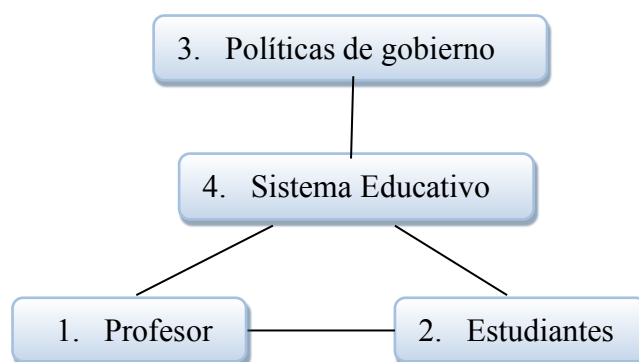 3. Políticas de gobierno
4. Sistema Educativo
1. Profesor
2. Estudiantes